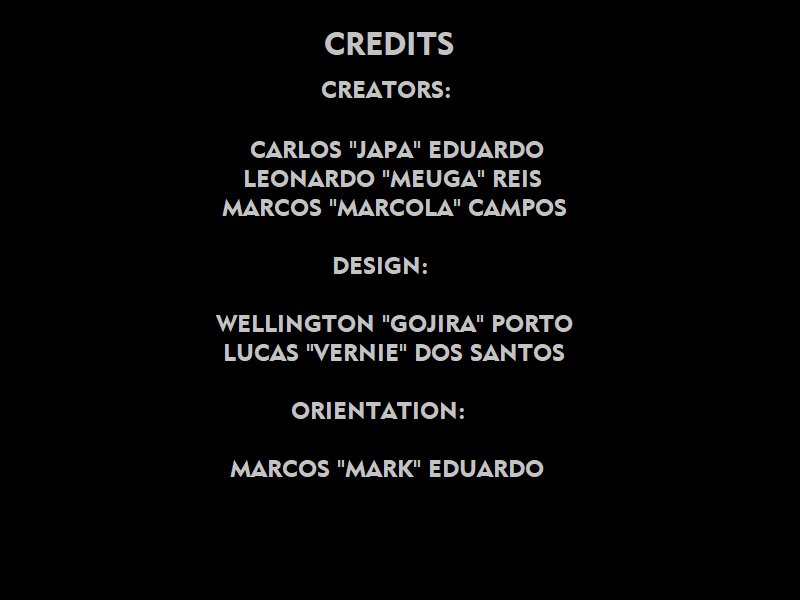 CREDITS
CREATORS:
CARLOS "JAPA" EDUARDO
LEONARDO "MEUGA" REIS
MARCOS "MARCOLA" CAMPOS
DESIGN:
WELLINGTON "GOJIRA" PORTO
LUCAS "VERNIE" DOS SANTOS
ORIENTATION:
MARCOS "MARK" EDUARDO